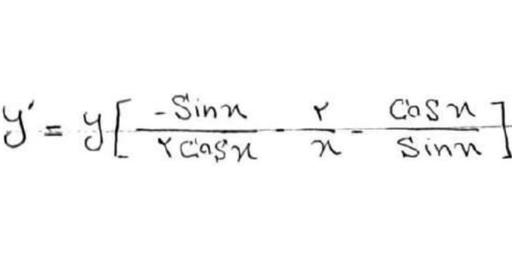 y' = y [ -Sinx / ۲Cosx - ۲ / x - Cosx / Sinx ]